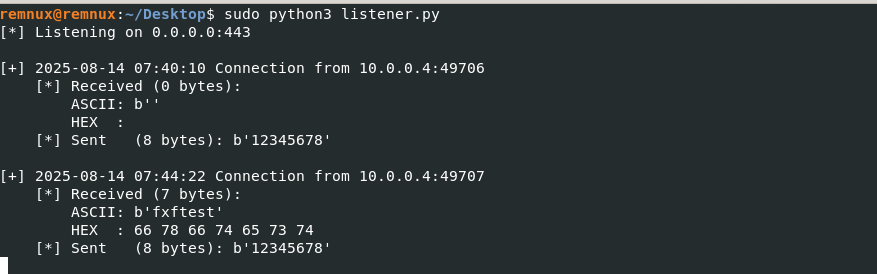 remnux@remnux:~/Desktop$ sudo python3 listener.py
[*] Listening on 0.0.0.0:443
[+] 2025-08-14 07:40:10 Connection from 10.0.0.4:49706
[*] Received (0 bytes):
ASCII: b''
HEX  :
[*] Sent   (8 bytes): b'12345678'
[+] 2025-08-14 07:44:22 Connection from 10.0.0.4:49707
[*] Received (7 bytes):
ASCII: b'fxftest'
HEX  : 66 78 66 74 65 73 74
[*] Sent   (8 bytes): b'12345678'